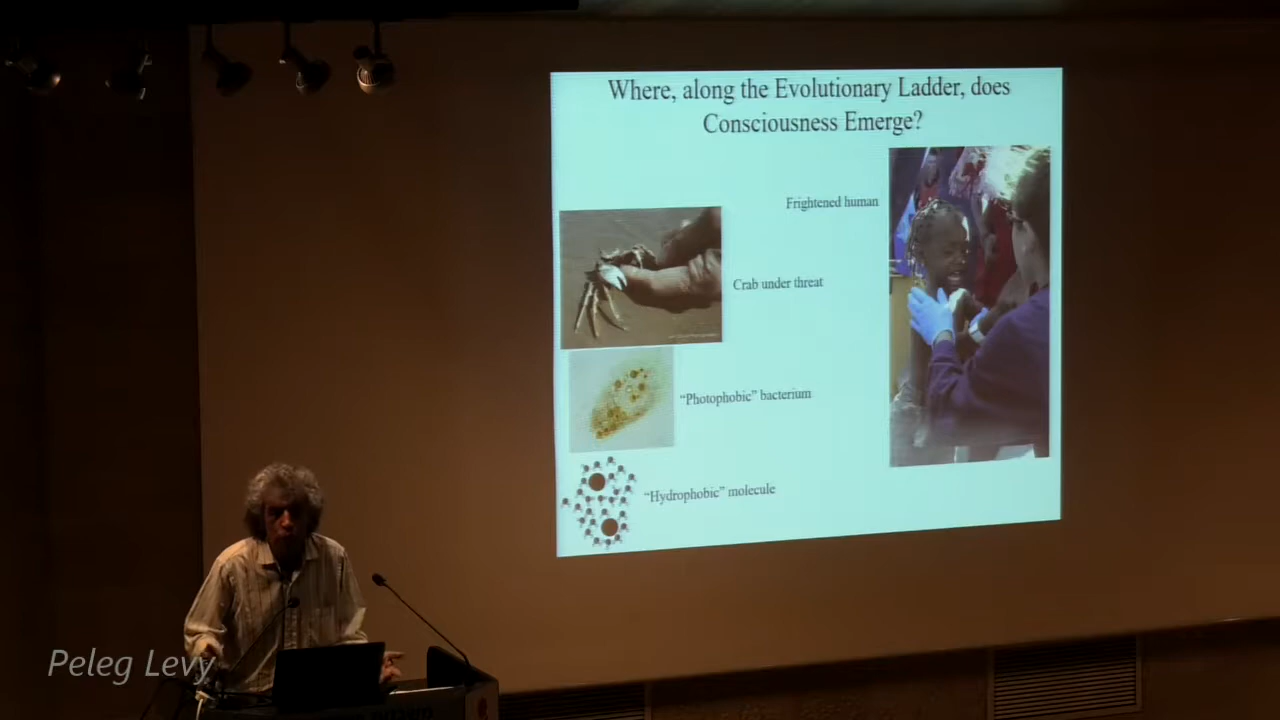 Where, along the Evolutionary Ladder, does
Consciousness Emerge?
Frightened human
Crab under threat
“Photophobic” bacterium
“Hydrophobic” molecule
Peleg Levy